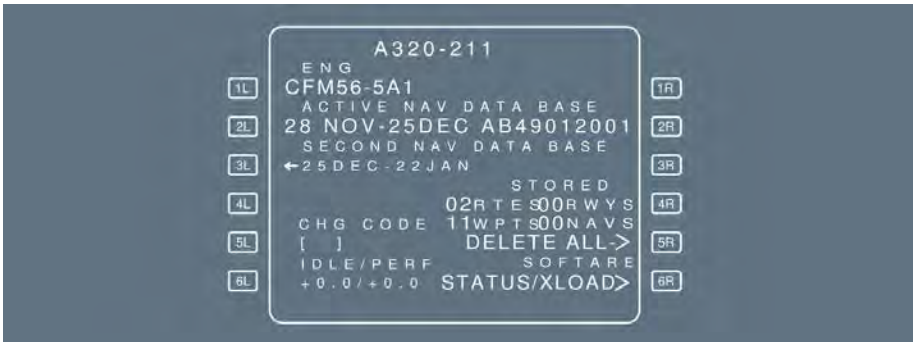 A320-211
ENG
1L CFM56-5A1 1R
ACTIVE NAV DATA BASE
2L 28 NOV-25DEC AB49012001 2R
SECOND NAV DATA BASE
3L ←25DEC-22JAN 3R
STORED
4L 02RTES00RWYS 4R
CHG CODE 11WPTS00NAVS
5L [ ] DELETE ALL-> 5R
IDLE/PERF SOFTARE
6L +0.0/+0.0 STATUS/XLOAD> 6R